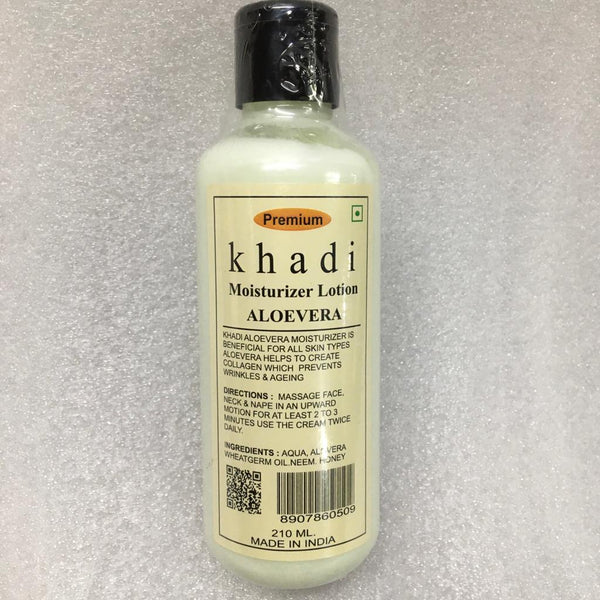 Premium
khadi
Moisturizer Lotion
ALOEVERA
KHADI ALOEVERA MOISTURIZER IS
BENEFICIAL FOR ALL SKIN TYPES
ALOEVERA HELPS TO CREATE
COLLAGEN WHICH PREVENTS
WRINKLES & AGEING
DIRECTIONS : MASSAGE FACE,
NECK & NAPE IN AN UPWARD
MOTION FOR AT LEAST 2 TO 3
MINUTES USE THE CREAM TWICE
DAILY.
INGREDIENTS : AQUA,
WHEATGERM OIL.NEEM. HONEY
8907860509
210 ML.
MADE IN INDIA